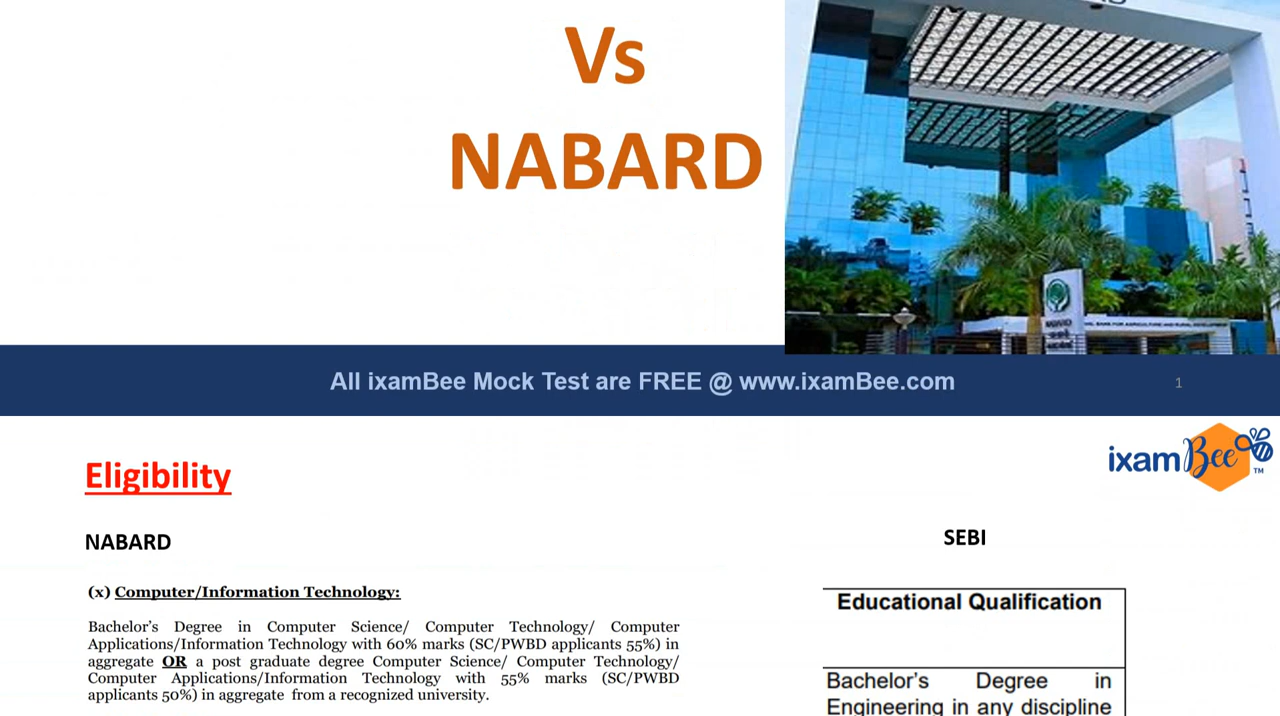 Vs
NABARD
NABARD
All ixamBee Mock Test are FREE @ www.ixamBee.com
1
ixamBee
TM
Eligibility
NABARD
SEBI
(x) Computer/Information Technology:
Bachelor's Degree in Computer Science/ Computer Technology/ Computer
Applications/Information Technology with 60% marks (SC/PWBD applicants 55%) in
aggregate OR a post graduate degree Computer Science/ Computer Technology/
Computer Applications/Information Technology with 55% marks (SC/PWBD
applicants 50%) in aggregate from a recognized university.
Educational Qualification
Bachelor's Degree in
Engineering in any discipline